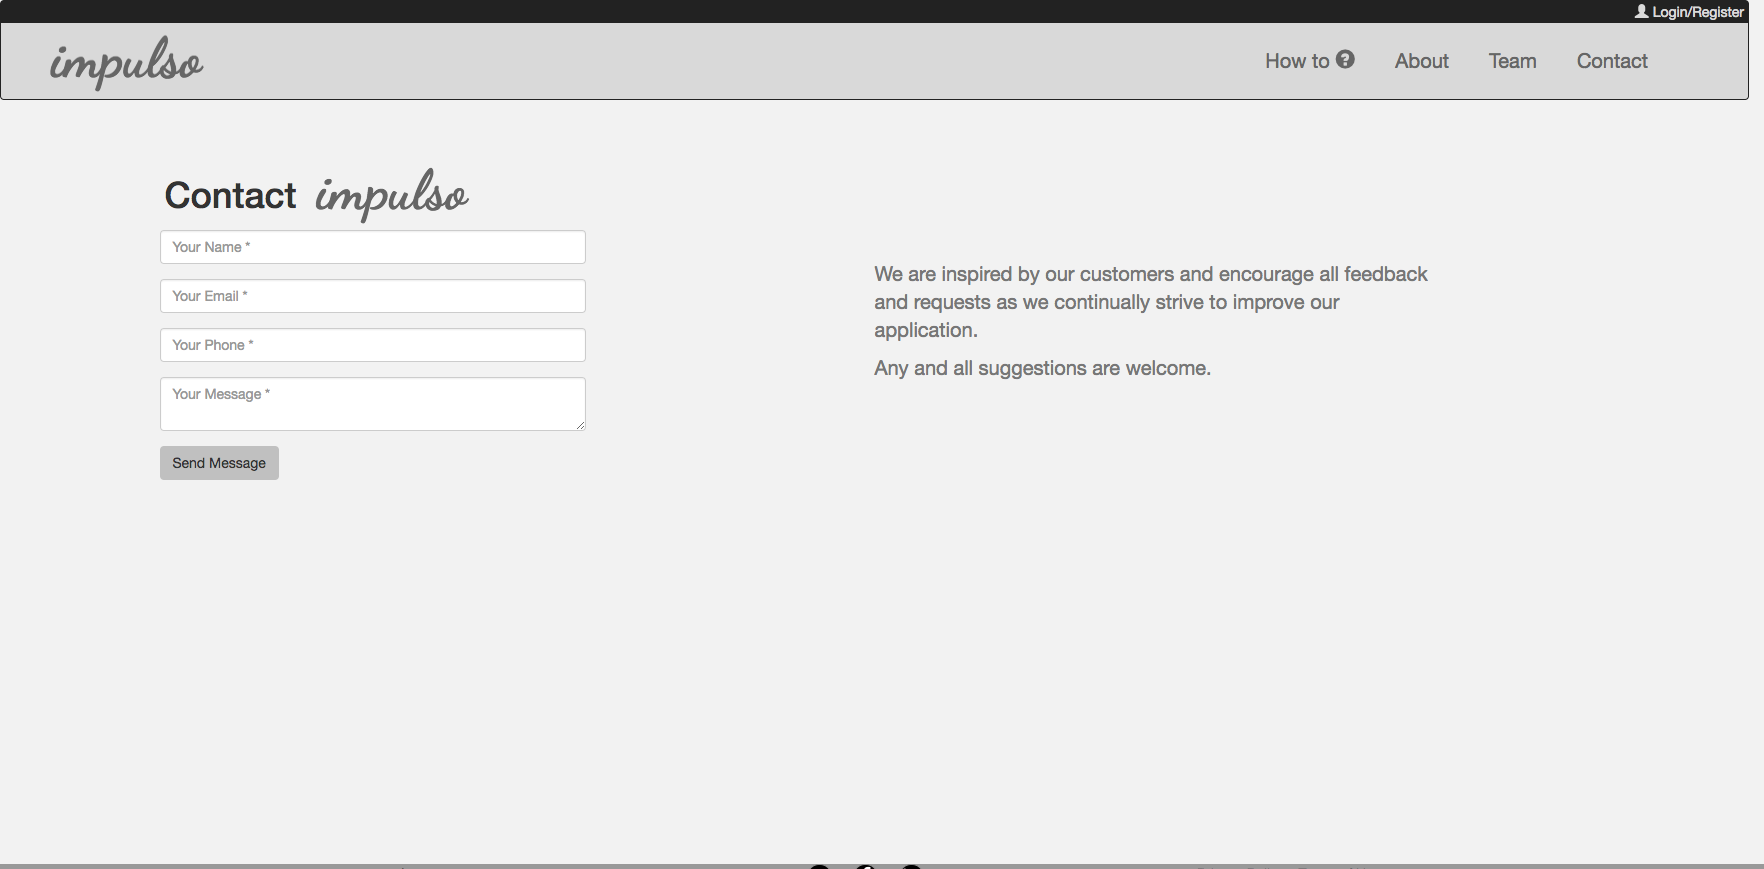 Login/Register
impulso
How to ?
About
Team
Contact
Contact impulso
Your Name *
Your Email *
Your Phone *
Your Message *
Send Message
We are inspired by our customers and encourage all feedback
and requests as we continually strive to improve our
application.
Any and all suggestions are welcome.